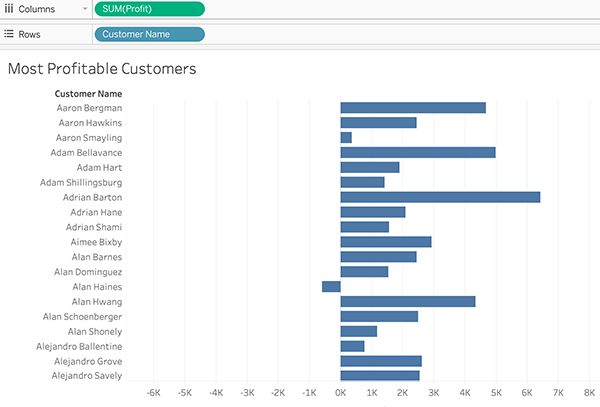 Columns SUM(Profit)
Rows Customer Name
Most Profitable Customers
Customer Name
Aaron Bergman
Aaron Hawkins
Aaron Smayling
Adam Bellavance
Adam Hart
Adam Shillingsburg
Adrian Barton
Adrian Hane
Adrian Shami
Aimee Bixby
Alan Barnes
Alan Dominguez
Alan Haines
Alan Hwang
Alan Schoenberger
Alan Shonely
Alejandro Ballentine
Alejandro Grove
Alejandro Savely
-6K -5K -4K -3K -2K -1K 0K 1K 2K 3K 4K 5K 6K 7K 8K